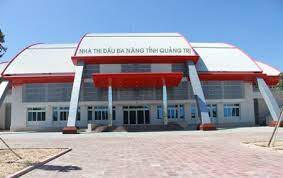 NHÀ THI ĐẤU ĐA NĂNG TỈNH QUẢNG TRỊ